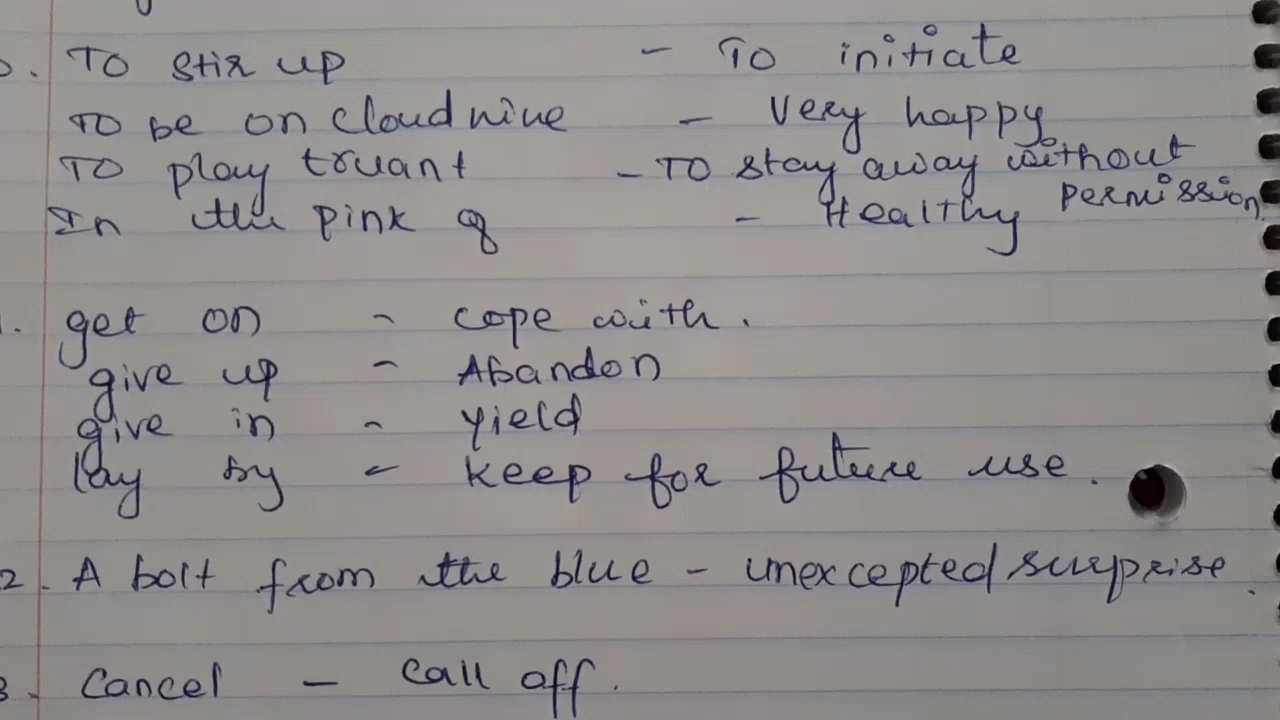 . To stir up - To initiate
To be on cloud nine - Very happy
To play truant - To stay away without permission
In the pink of - Healthy
. get on - cope with.
give up - Abandon
give in - yield
lay by - keep for future use.
2. A bolt from the blue - unexcepted surprise.
3. Cancel - Call off.